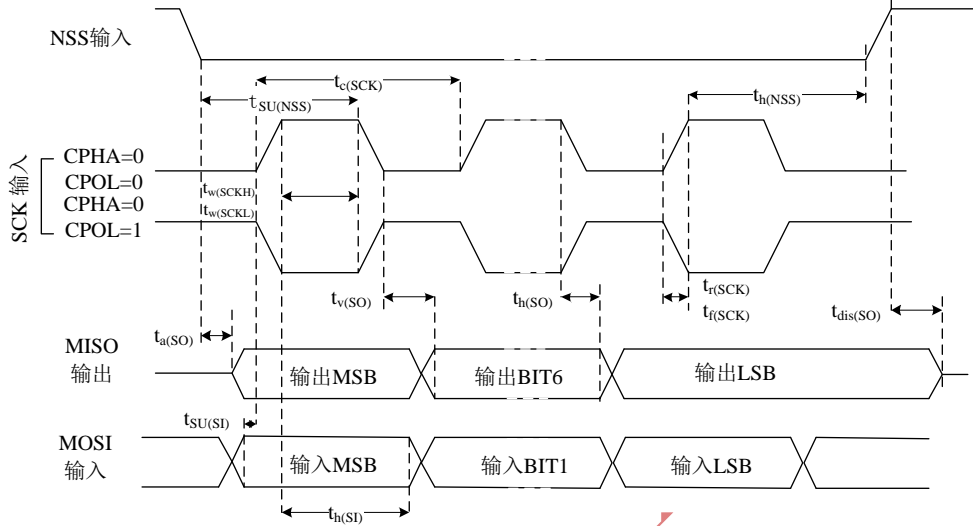 NSS输入
tc(SCK)
tSU(NSS)
th(NSS)
SCK 输入
CPHA=0
CPOL=0
CPHA=0
CPOL=1
tw(SCKH)
tw(SCKL)
tv(SO)
th(SO)
tr(SCK)
tf(SCK)
ta(SO)
tdis(SO)
MISO
输出
输出MSB
输出BIT6
输出LSB
tSU(SI)
MOSI
输入
输入MSB
输入BIT1
输入LSB
th(SI)